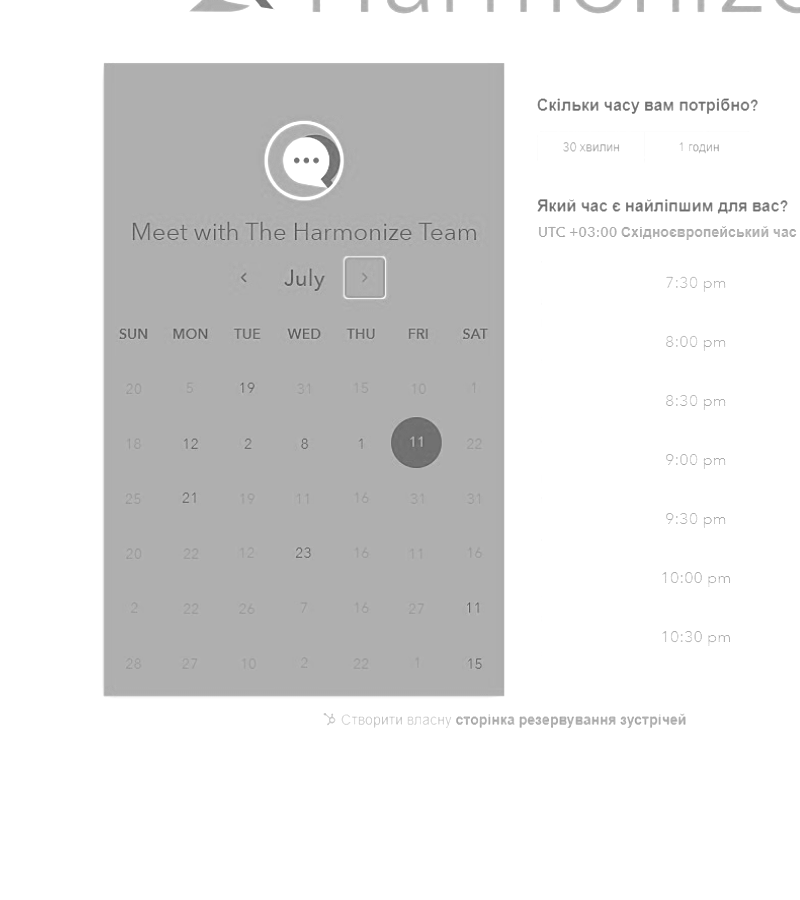 Harmonize
Скільки часу вам потрібно?
30 хвилин 1 годин
Meet with The Harmonize Team
July
Який час є найліпшим для вас?
UTC +03:00 Східноєвропейський час
SUN MON TUE WED THU FRI SAT
20 5 19 31 15 10 1
18 12 2 8 1 11 22
25 21 19 11 16 31 31
20 22 12 23 16 11 16
2 22 26 7 16 27 11
28 27 10 2 22 1 15
7:30 pm
8:00 pm
8:30 pm
9:00 pm
9:30 pm
10:00 pm
10:30 pm
Створити власну сторінка резервування зустрічей